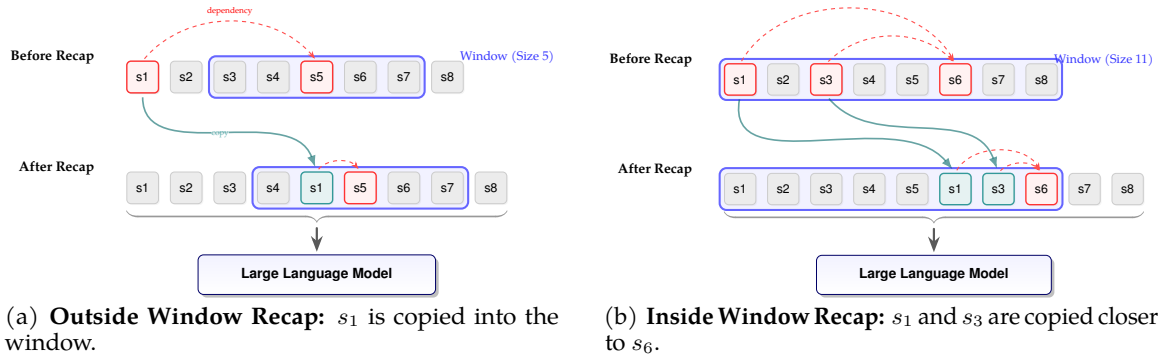 dependency
Before Recap
Window (Size 5)
s1 s2 s3 s4 s5 s6 s7 s8
copy
After Recap
s1 s2 s3 s4 s1 s5 s6 s7 s8
Large Language Model
(a) Outside Window Recap: s1 is copied into the
window.
Before Recap
Window (Size 11)
s1 s2 s3 s4 s5 s6 s7 s8
After Recap
s1 s2 s3 s4 s5 s1 s3 s6 s7 s8
Large Language Model
(b) Inside Window Recap: s1 and s3 are copied closer
to s6.